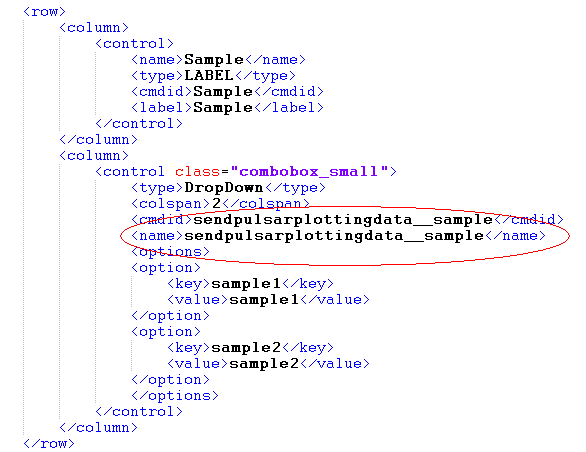 <row>
<column>
<control>
<name>Sample</name>
<type>LABEL</type>
<cmdid>Sample</cmdid>
<label>Sample</label>
</control>
</column>
<column>
<control class="combobox_small">
<type>DropDown</type>
<colspan>2</colspan>
<cmdid>sendpulsarplottingdata__sample</cmdid>
<name>sendpulsarplottingdata__sample</name>
<options>
<option>
<key>sample1</key>
<value>sample1</value>
</option>
<option>
<key>sample2</key>
<value>sample2</value>
</option>
</options>
</control>
</column>
</row>